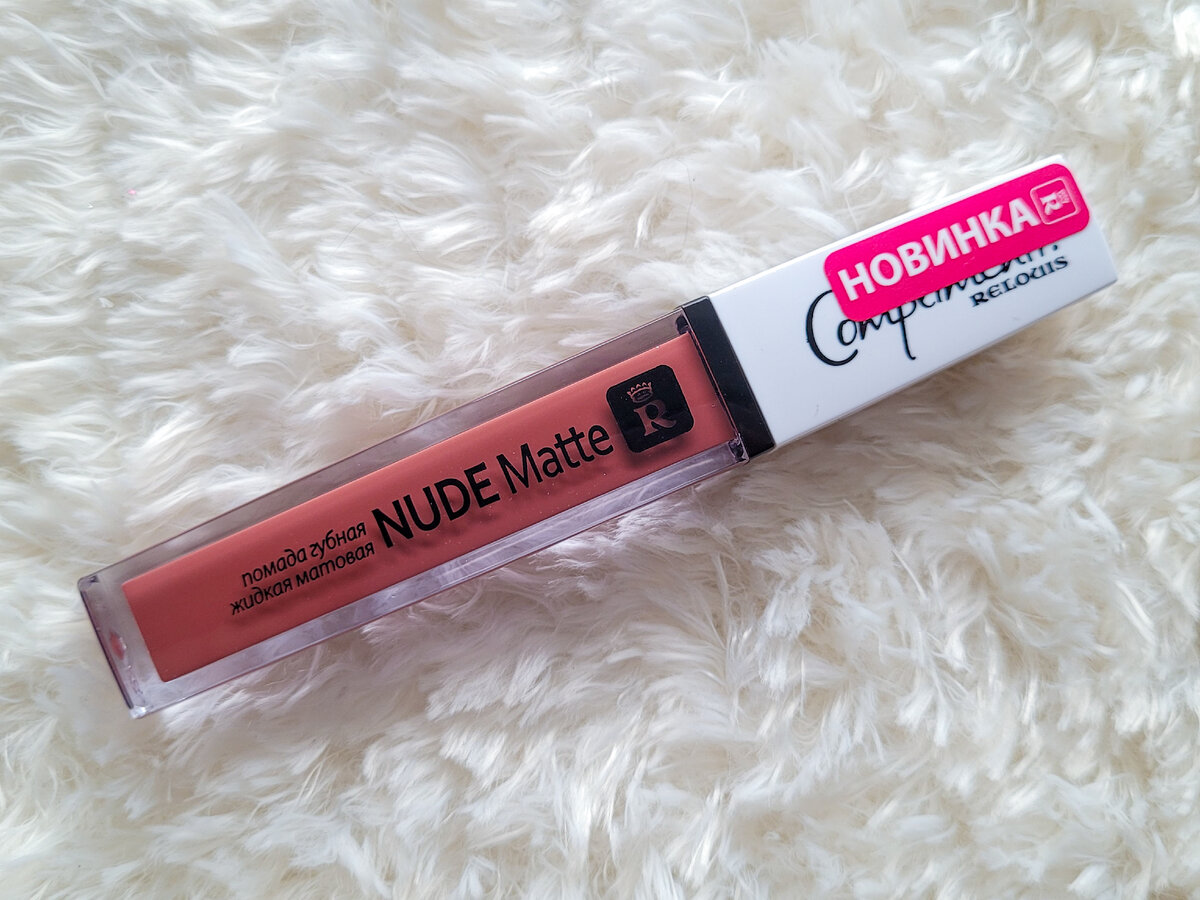 помада губная
жидкая матовая
NUDE Matte
R
НОВИНКА
R
RELOUIS